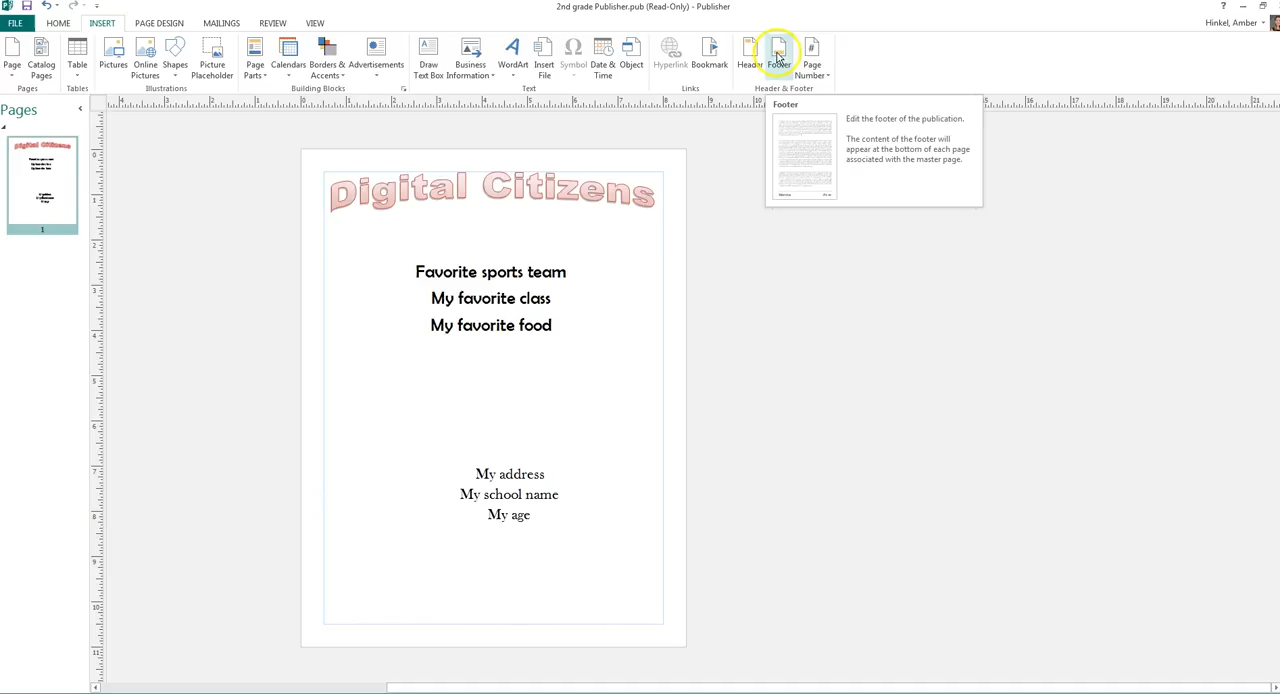 2nd grade Publisher.pub (Read-Only) - Publisher
?
FILE HOME INSERT PAGE DESIGN MAILINGS REVIEW VIEW
Hinkel, Amber
Page
Catalog Pages
Table
Pictures
Online Pictures
Shapes
Picture Placeholder
Page Parts
Calendars
Borders & Accents
Advertisements
Draw Text Box
Business Information
WordArt
Insert File
Symbol
Date & Time
Object
Hyperlink
Bookmark
Header
Footer
Page Number
Pages
Tables
Illustrations
Building Blocks
Text
Links
Header & Footer
Pages
1
Footer
Edit the footer of the publication.
The content of the footer will
appear at the bottom of each page
associated with the master page.
Digital Citizens
Favorite sports team
My favorite class
My favorite food
My address
My school name
My age